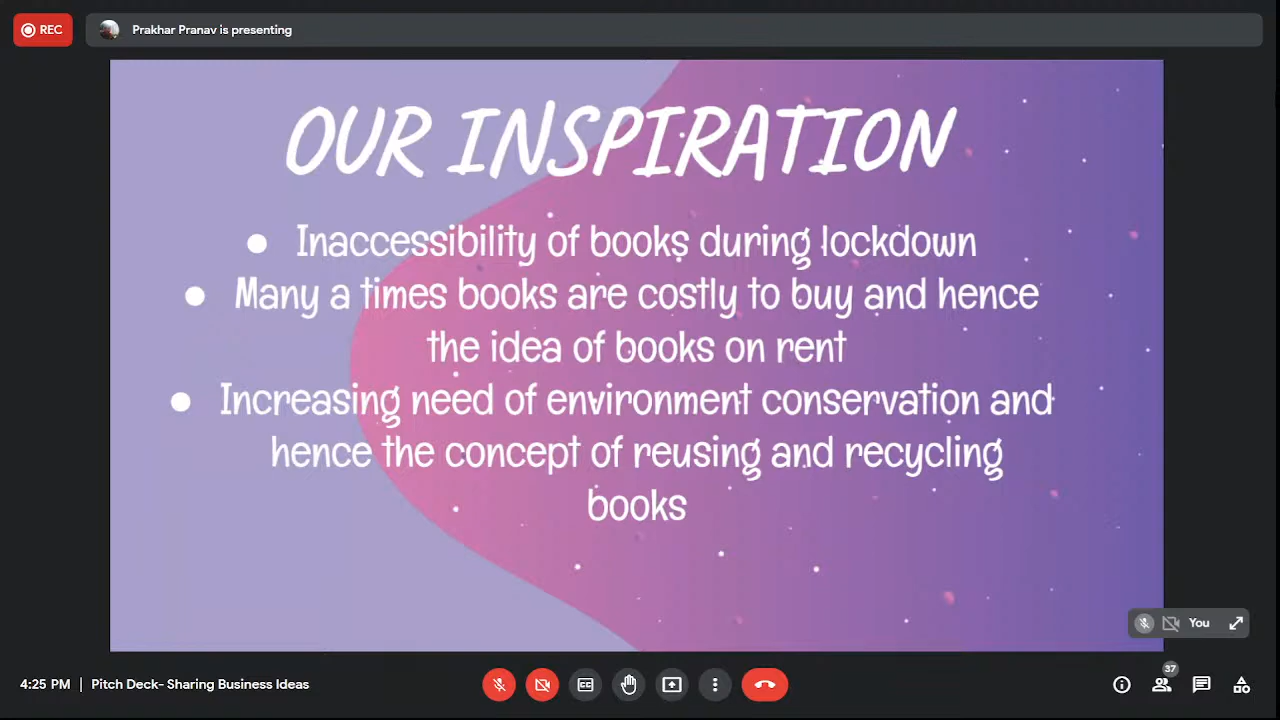 REC
Prakhar Pranav is presenting
OUR INSPIRATION
● Inaccessibility of books during lockdown
● Many a times books are costly to buy and hence
the idea of books on rent
● Increasing need of environment conservation and
hence the concept of reusing and recycling
books
You
37
4:25 PM | Pitch Deck- Sharing Business Ideas